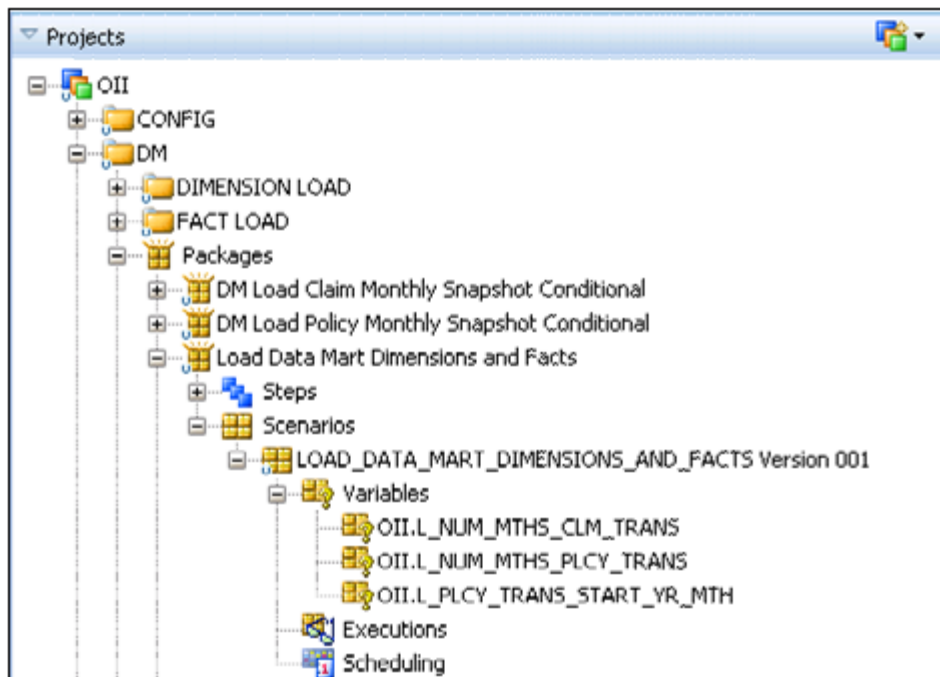 Projects
OII
CONFIG
DM
DIMENSION LOAD
FACT LOAD
Packages
DM Load Claim Monthly Snapshot Conditional
DM Load Policy Monthly Snapshot Conditional
Load Data Mart Dimensions and Facts
Steps
Scenarios
LOAD_DATA_MART_DIMENSIONS_AND_FACTS Version 001
Variables
OII.L_NUM_MTHS_CLM_TRANS
OII.L_NUM_MTHS_PLCY_TRANS
OII.L_PLCY_TRANS_START_YR_MTH
Executions
Scheduling